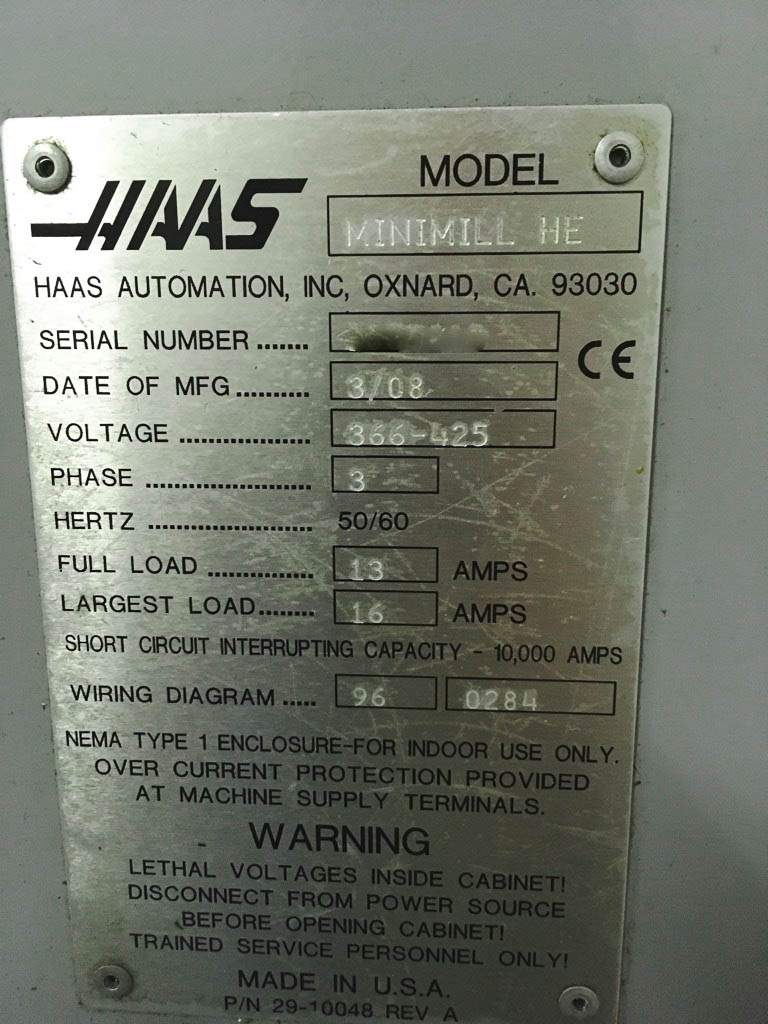 HAAS
MODEL
MINIMILL HE
HAAS AUTOMATION, INC, OXNARD, CA. 93030
SERIAL NUMBER .......
CE
DATE OF MFG.......... 3/08
VOLTAGE .................. 366-425
PHASE ...................... 3
HERTZ ...................... 50/60
FULL LOAD .............. 13 AMPS
LARGEST LOAD........ 16 AMPS
SHORT CIRCUIT INTERRUPTING CAPACITY - 10,000 AMPS
WIRING DIAGRAM ..... 96 0284
NEMA TYPE 1 ENCLOSURE-FOR INDOOR USE ONLY.
OVER CURRENT PROTECTION PROVIDED
AT MACHINE SUPPLY TERMINALS.
WARNING
LETHAL VOLTAGES INSIDE CABINET!
DISCONNECT FROM POWER SOURCE
BEFORE OPENING CABINET!
TRAINED SERVICE PERSONNEL ONLY!
MADE IN U.S.A.
P/N 29-10048 REV A